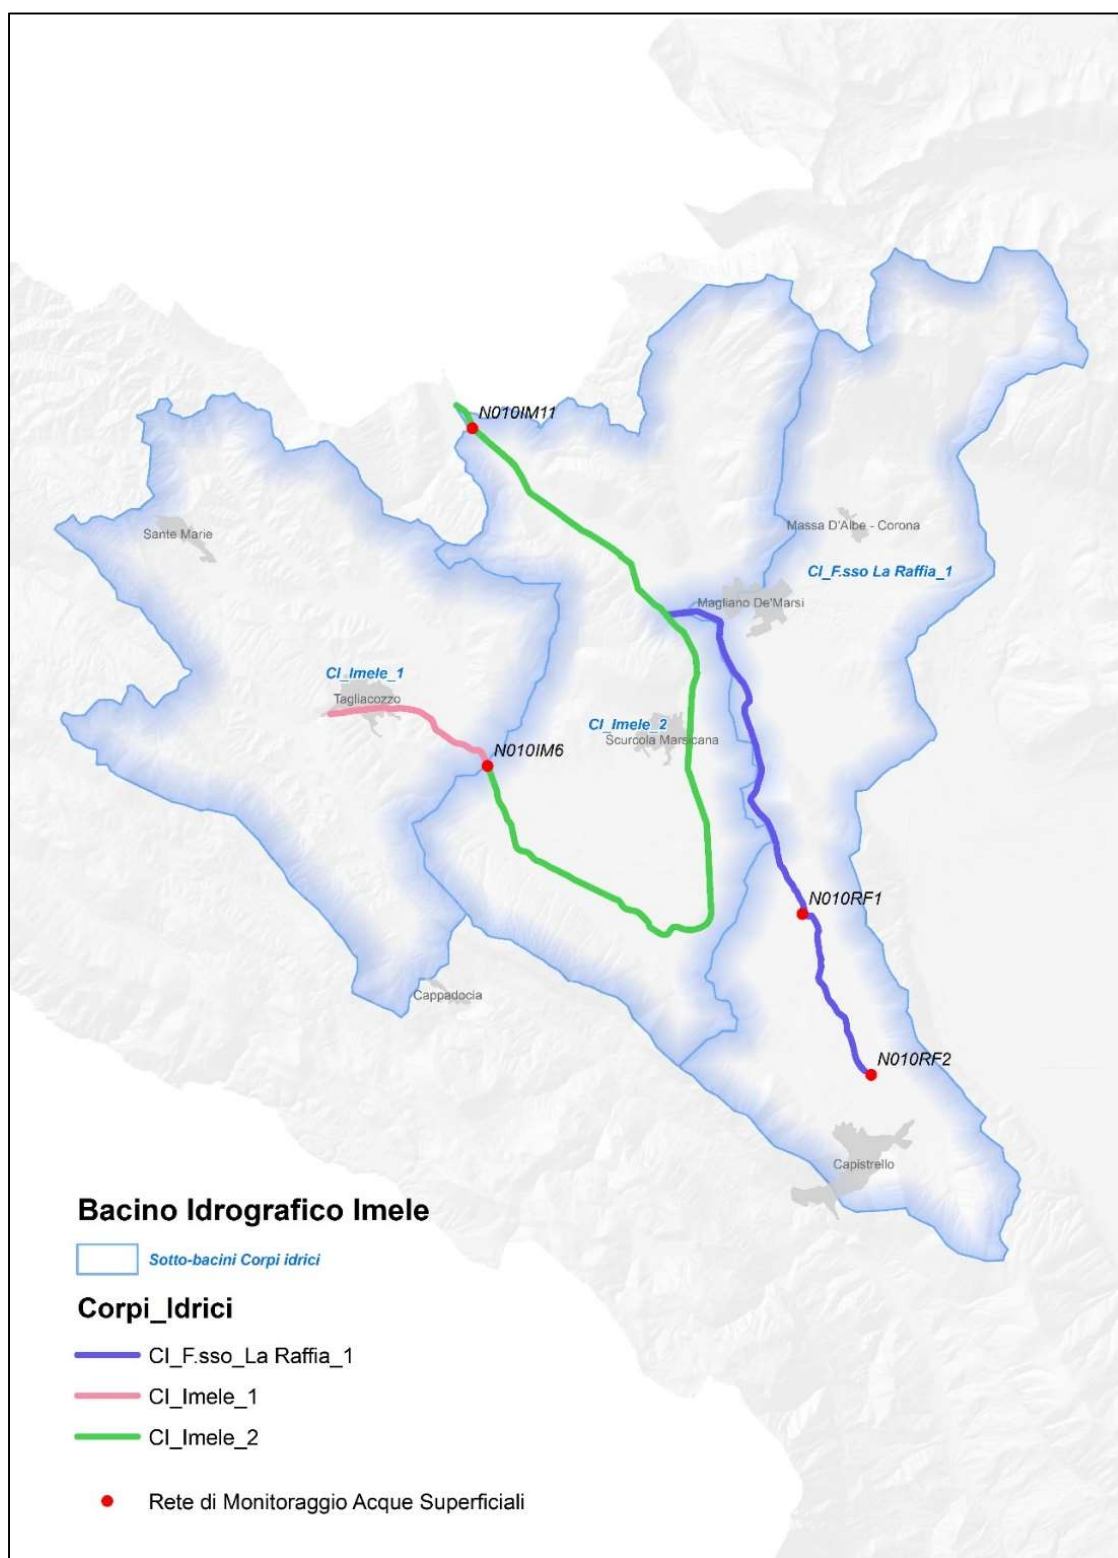 N010IM11
Sante Marie
Massa D'Albe - Corona
CI_F.sso La Raffia_1
Magliano De'Marsi
CI_Imele_1
Tagliacozzo
CI_Imele_2
Scurcola Marsicana
N010IM6
N010RF1
Cappadocia
N010RF2
Capistrello
Bacino Idrografico Imele
Sotto-bacini Corpi idrici
Corpi_Idrici
CI_F.sso_La Raffia_1
CI_Imele_1
CI_Imele_2
Rete di Monitoraggio Acque Superficiali